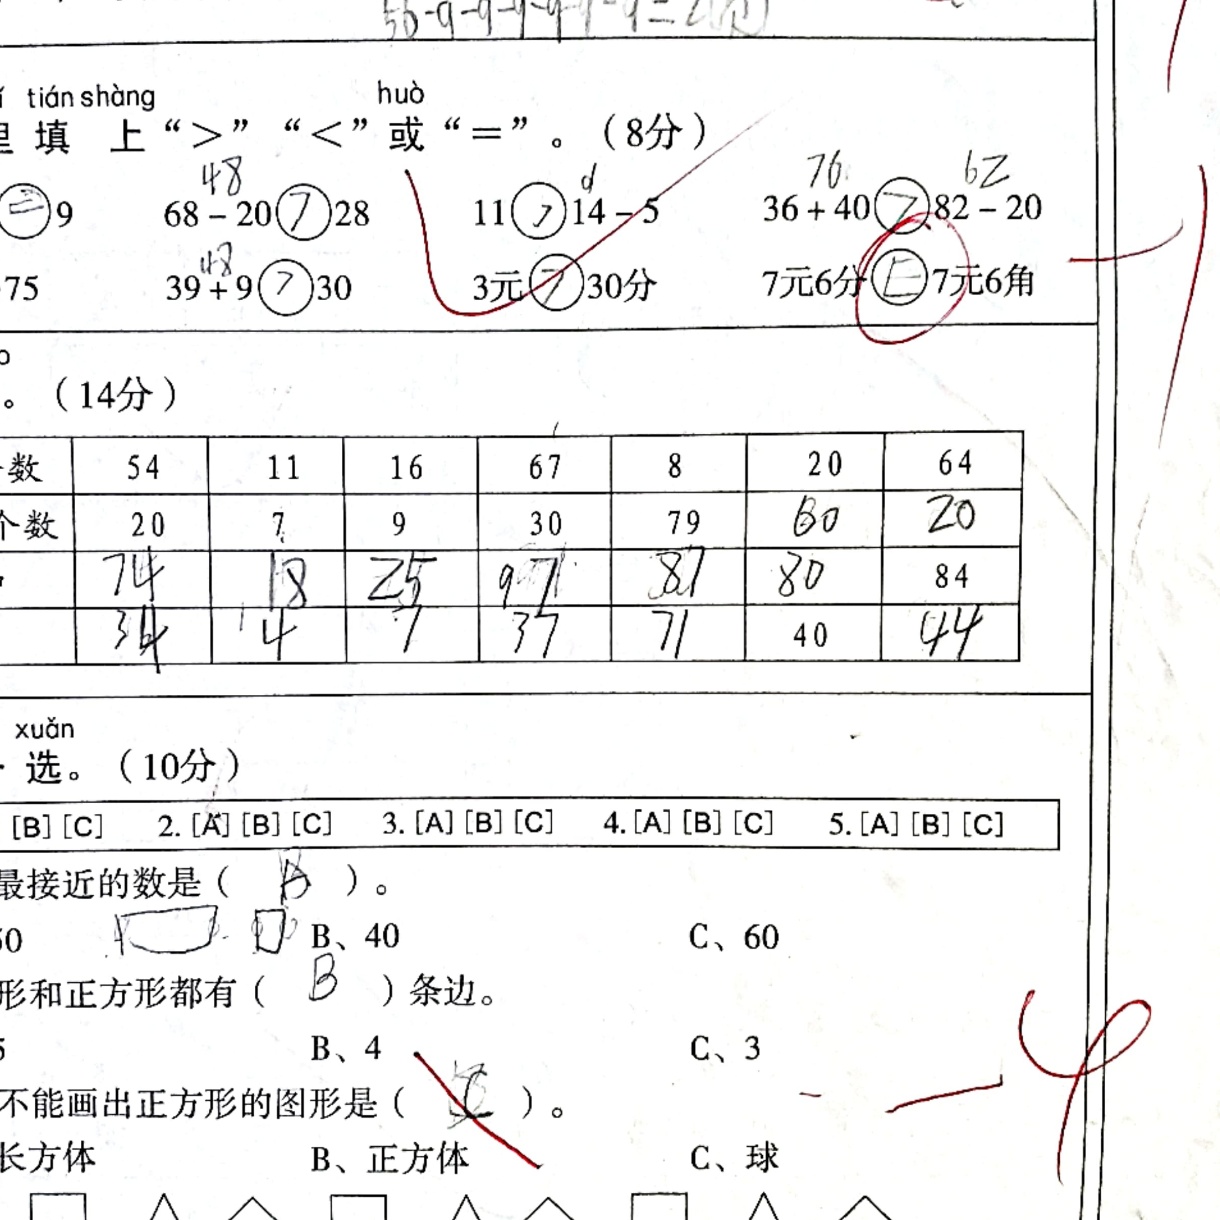 56-9-9-9-9-9-9=2(个)
tián shàng huò
里 填 上 “>” “<” 或 “=” 。（8分）
48 76 62
= 9 68-20 > 28 11 > 14-5 36+40 > 82-20
48
75 39+9 > 30 3元 > 30分 7元6分 = 7元6角
。（14分）
数 54 11 16 67 8 20 64
个数 20 7 9 30 79 60 20
74 18 25 97 87 80 84
34 4 7 37 71 40 44
xuǎn
选。（10分）
[B] [C] 2. [A] [B] [C] 3. [A] [B] [C] 4. [A] [B] [C] 5. [A] [B] [C]
最接近的数是（ B ）。
50 B、40 C、60
形和正方形都有（ B ）条边。
5 B、4 C、3
不能画出正方形的图形是（ C ）。
长方体 B、正方体 C、球